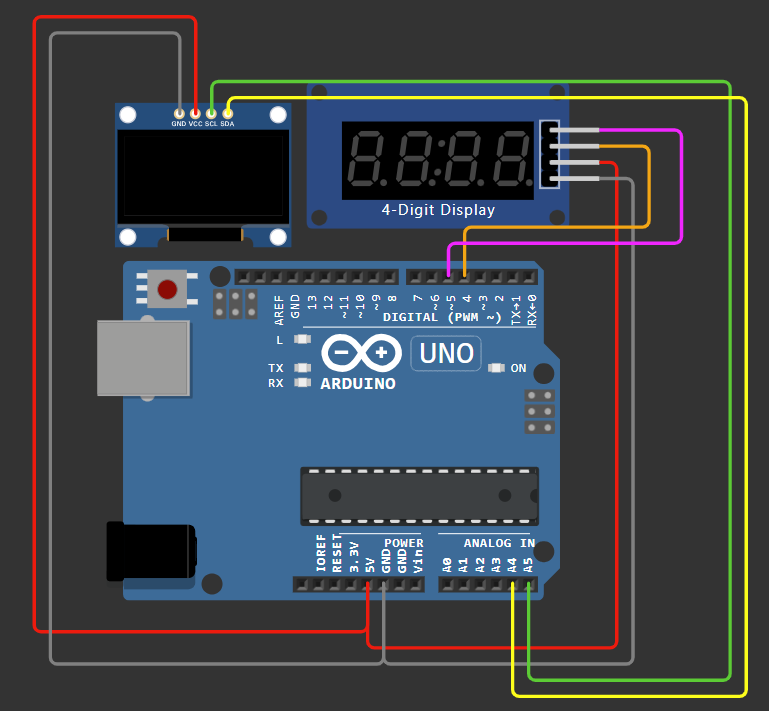 GND VCC SCL SDA
4-Digit Display
AREF
GND
13
12
~11
~10
~9
8
7
~6
~5
4
~3
2
TX→1
RX←0
DIGITAL (PWM ~)
L
TX
RX
UNO
ON
ARDUINO
POWER
ANALOG IN
IOREF
RESET
3.3V
5V
GND
GND
Vin
A0
A1
A2
A3
A4
A5